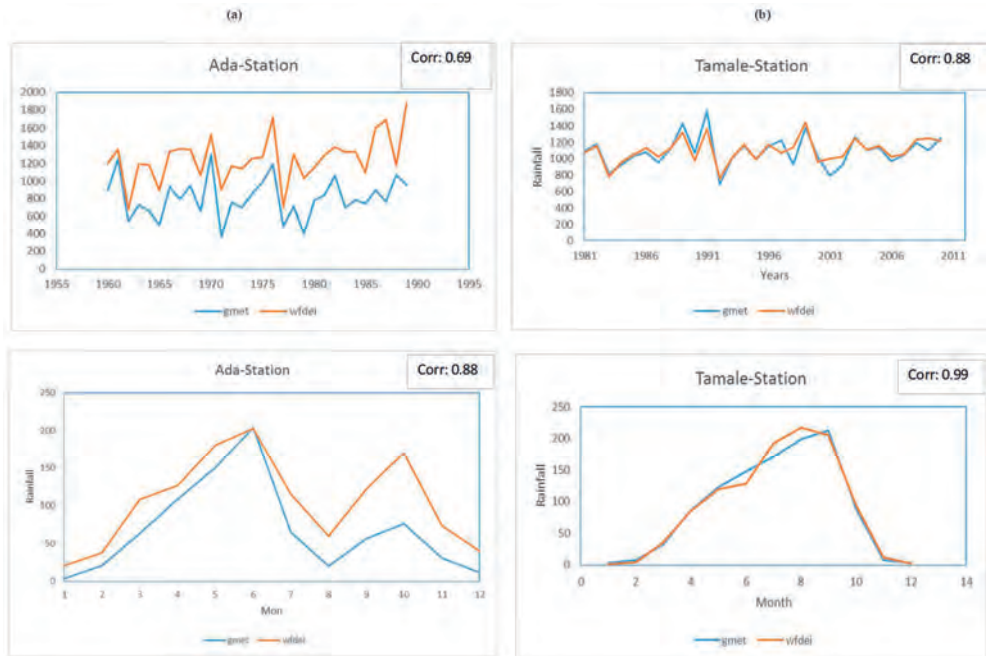 (a)
(b)
Ada-Station
Corr: 0.69
2000
1800
1600
1400
1200
1000
800
600
400
200
0
1955 1960 1965 1970 1975 1980 1985 1990 1995
gmet wfdei
Tamale-Station
Corr: 0.88
Rainfall
1800
1600
1400
1200
1000
800
600
400
200
0
1981 1986 1991 1996 2001 2006 2011
Years
gmet wfdei
Ada-Station
Corr: 0.88
Rainfall
250
200
150
100
50
0
1 2 3 4 5 6 7 8 9 10 11 12
Mon
gmet wfdei
Tamale-Station
Corr: 0.99
Rainfall
250
200
150
100
50
0
0 2 4 6 8 10 12 14
Month
gmet wfdei